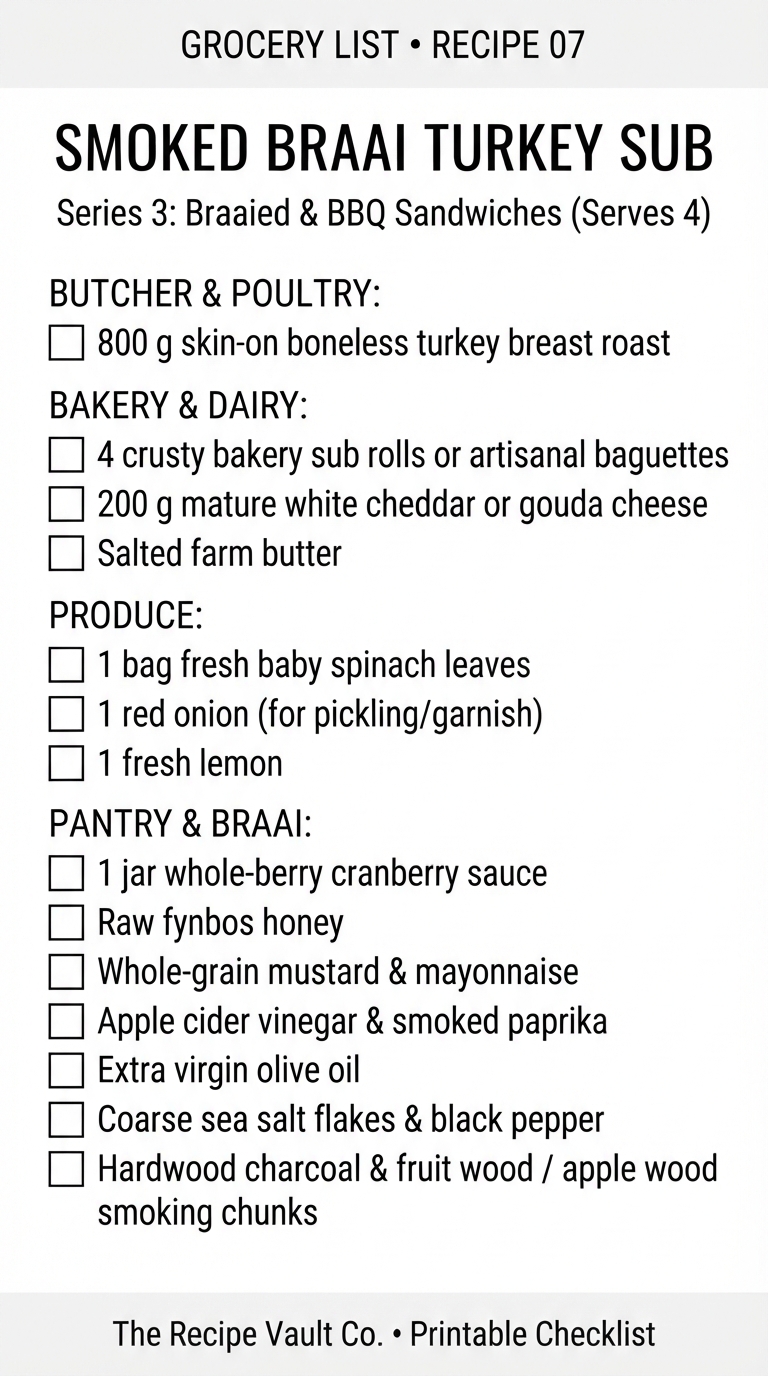 GROCERY LIST • RECIPE 07
SMOKED BRAAI TURKEY SUB
Series 3: Braaied & BBQ Sandwiches (Serves 4)
BUTCHER & POULTRY:
800 g skin-on boneless turkey breast roast
BAKERY & DAIRY:
4 crusty bakery sub rolls or artisanal baguettes
200 g mature white cheddar or gouda cheese
Salted farm butter
PRODUCE:
1 bag fresh baby spinach leaves
1 red onion (for pickling/garnish)
1 fresh lemon
PANTRY & BRAAI:
1 jar whole-berry cranberry sauce
Raw fynbos honey
Whole-grain mustard & mayonnaise
Apple cider vinegar & smoked paprika
Extra virgin olive oil
Coarse sea salt flakes & black pepper
Hardwood charcoal & fruit wood / apple wood
smoking chunks
The Recipe Vault Co. • Printable Checklist